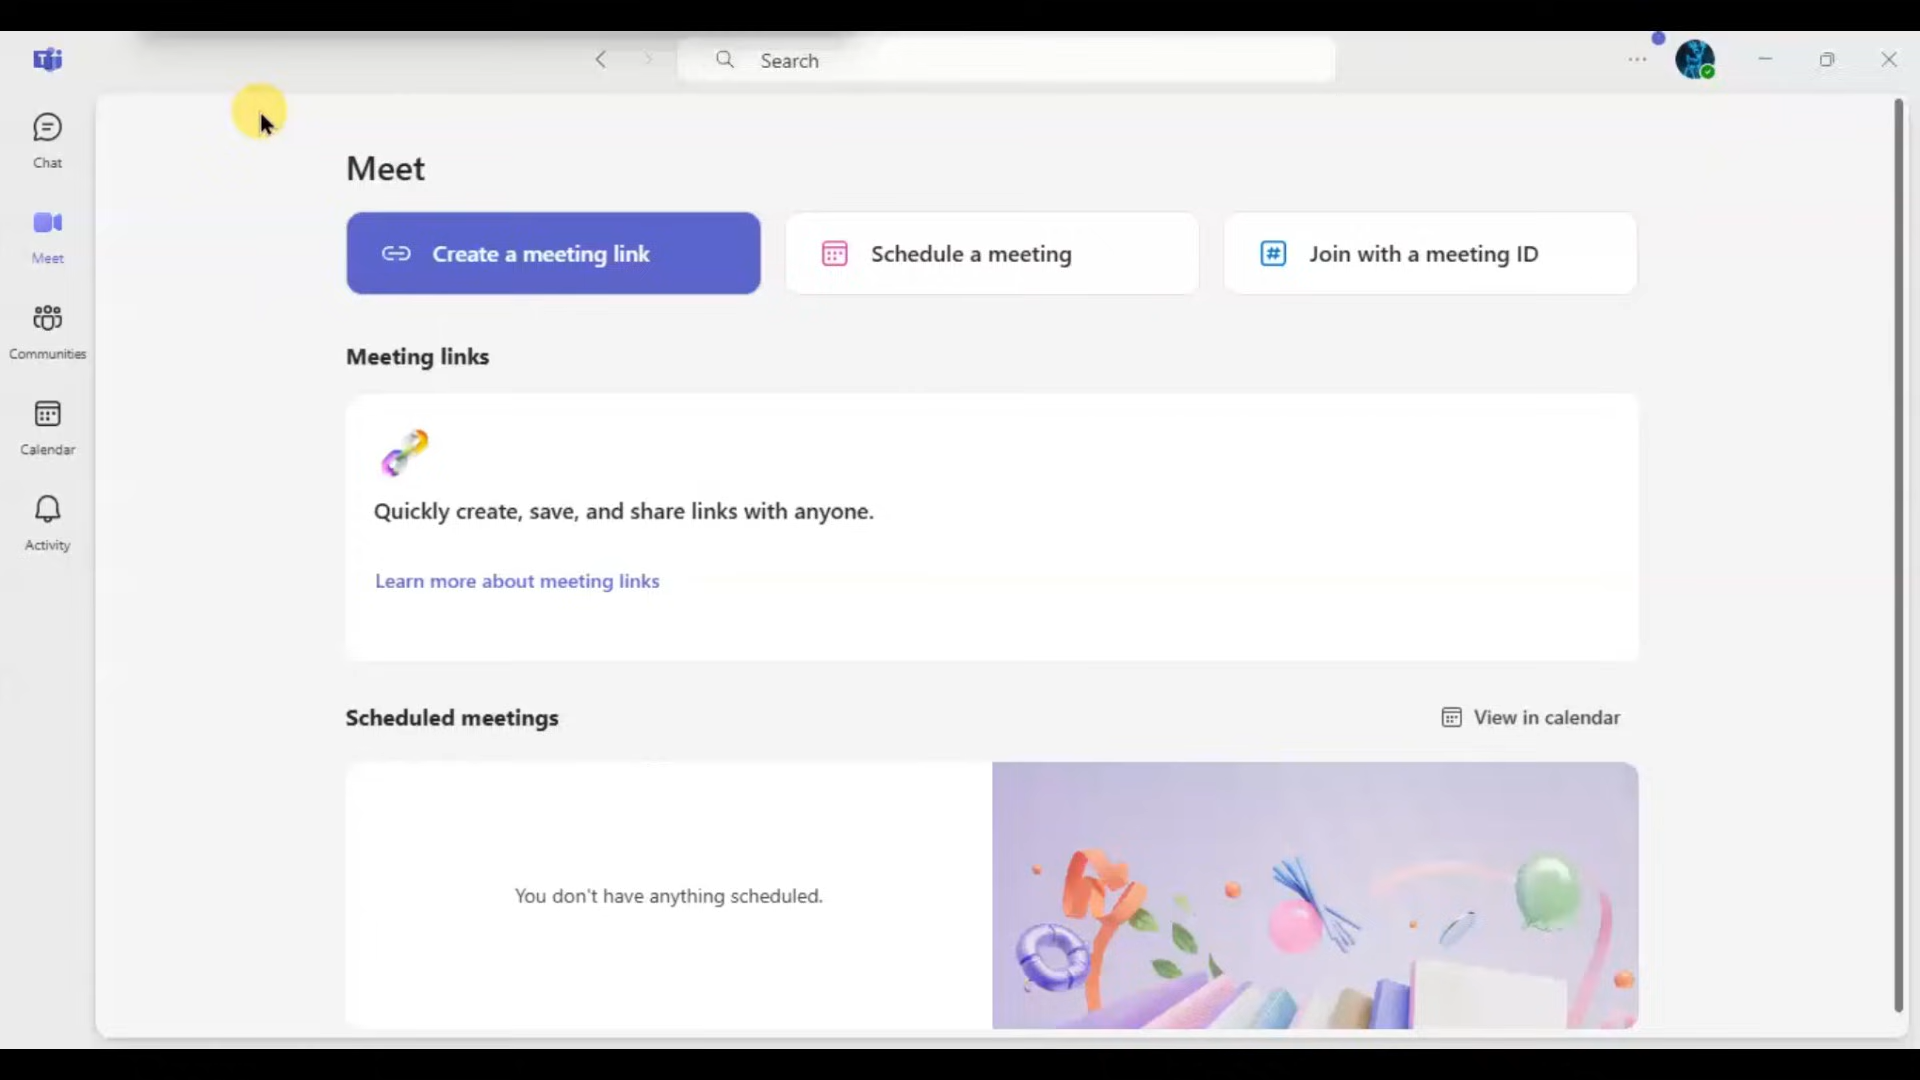 Search
Chat
Meet
Communities
Calendar
Activity
Meet
Create a meeting link
Schedule a meeting
Join with a meeting ID
Meeting links
Quickly create, save, and share links with anyone.
Learn more about meeting links
Scheduled meetings
View in calendar
You don't have anything scheduled.